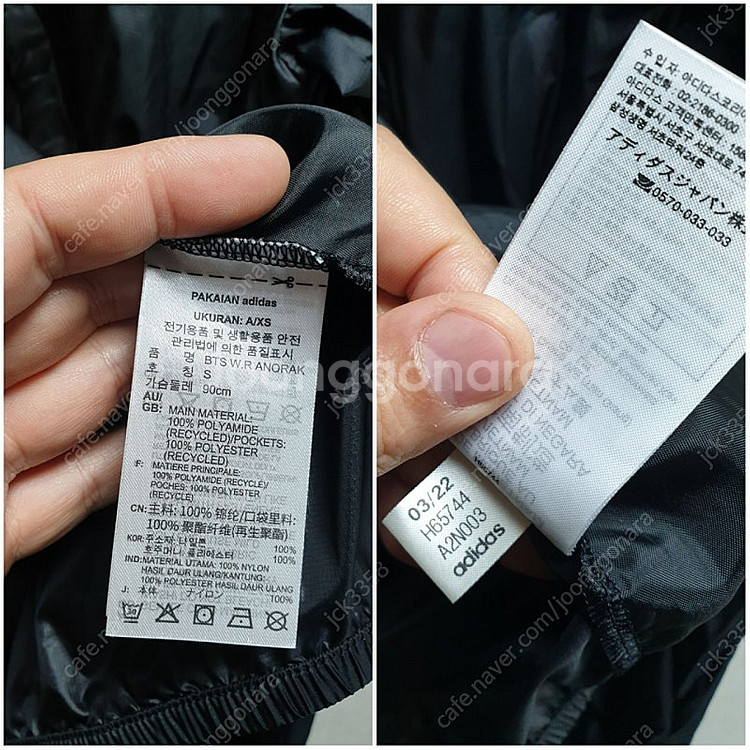 PAKAIAN adidas
UKURAN: A/XS
전기용품 및 생활용품 안전
관리법에 의한 품질표시
품 명 BTS W.R ANORAK
호 칭 S
가슴둘레 90cm
AU/
GB: MAIN MATERIAL:
100% POLYAMIDE
(RECYCLED)/POCKETS:
100% POLYESTER
(RECYCLED)
F: MATIERE PRINCIPALE:
100% POLYAMIDE (RECYCLE)/
POCHES: 100% POLYESTER
(RECYCLE)
CN: 主料: 100% 锦纶/口袋里料:
100% 聚酯纤维(再生聚酯)
KOR: 주소재: 나일론 100%
호주머니: 폴리에스터 100%
IND: MATERIAL UTAMA: 100% NYLON
HASIL DAUR ULANG/KANTUNG:
100% POLYESTER HASIL DAUR ULANG
J: 本体 ナイロン 100%
수 입 자: 아디다스코리
대표전화: 02-2186-0300
아디다스 고객만족센터:
서울특별시 서초구 서초대로
삼성생명 서초타워24층
アディダスジャパン株
0570-033-033
03/22
H65744
A2N003
adidas
joonggonara
cafe.naver.com/joonggonara
jck3358